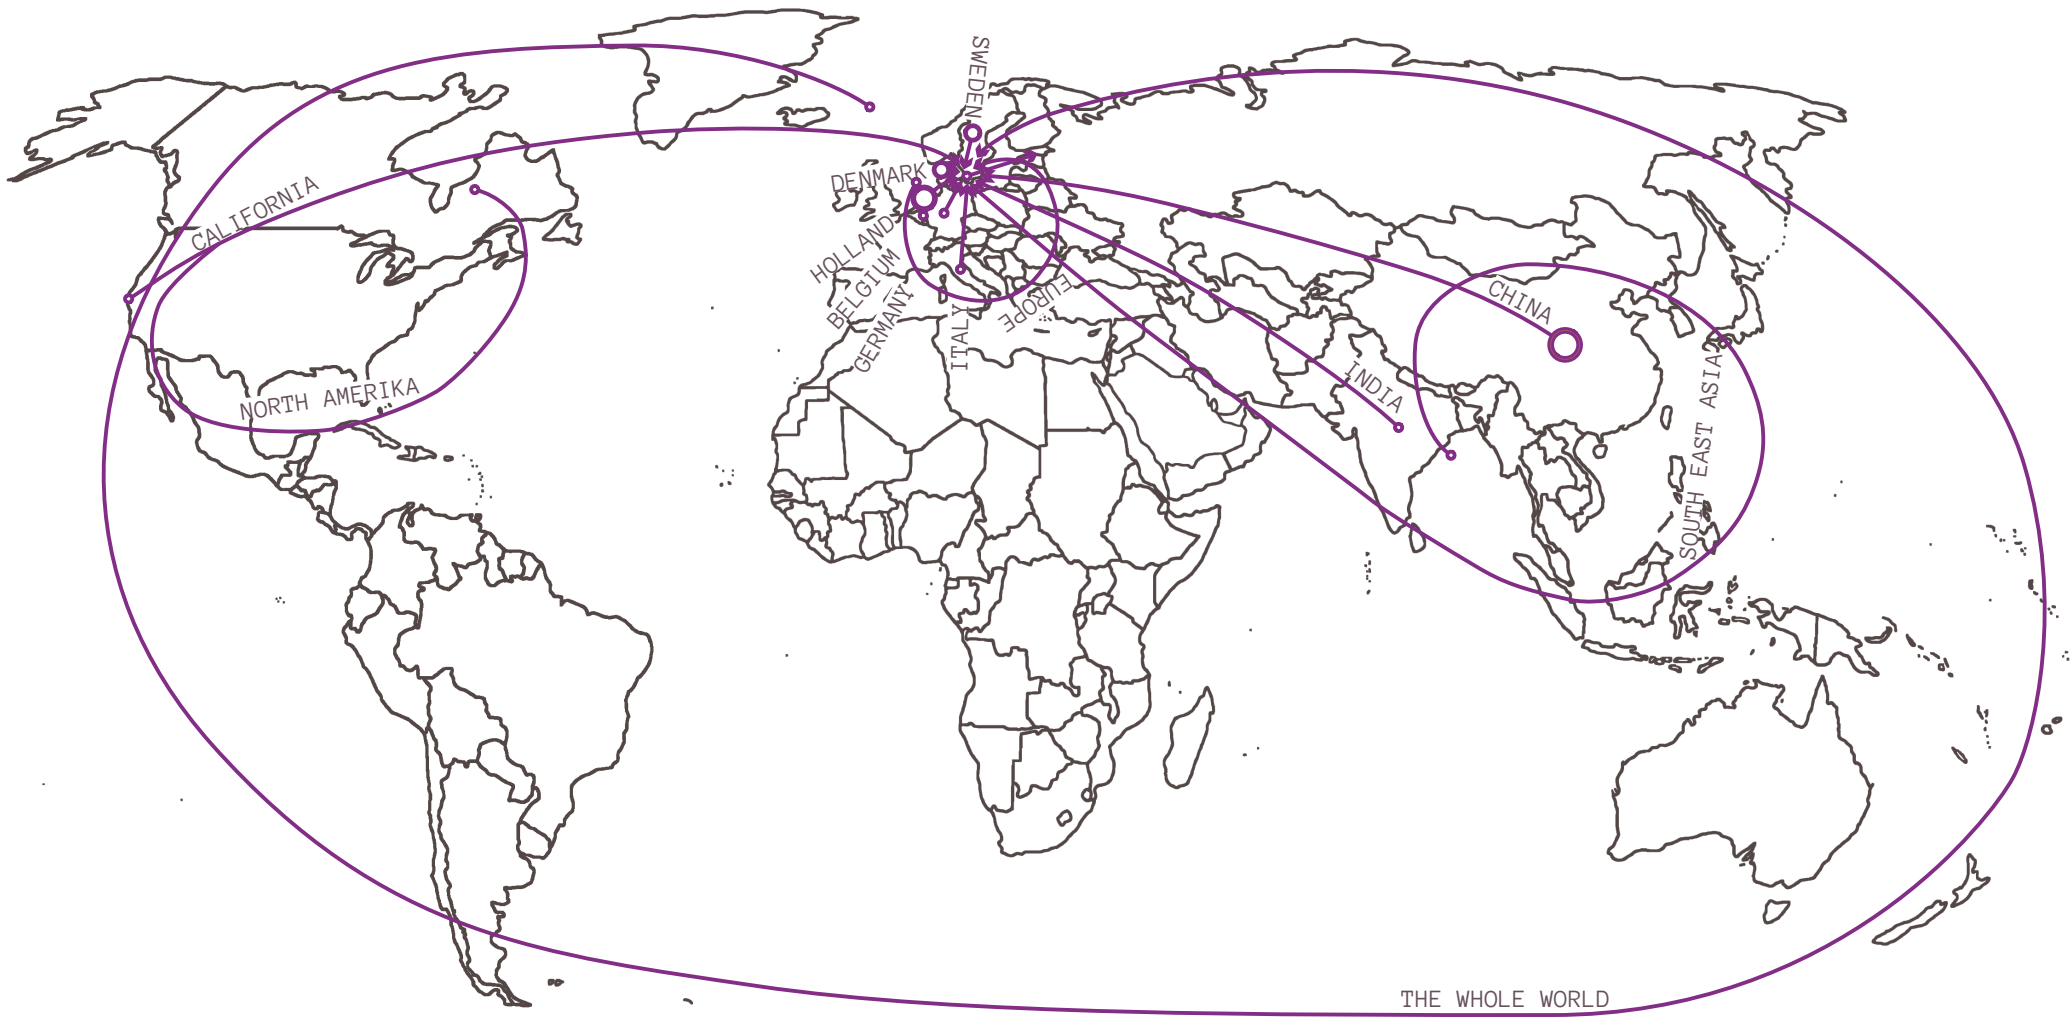 SWEDEN
DENMARK
CALIFORNIA
HOLLAND
BELGIUM
GERMANY
ITALY
EUROPE
CHINA
INDIA
SOUTH EAST ASIA
NORTH AMERIKA
THE WHOLE WORLD